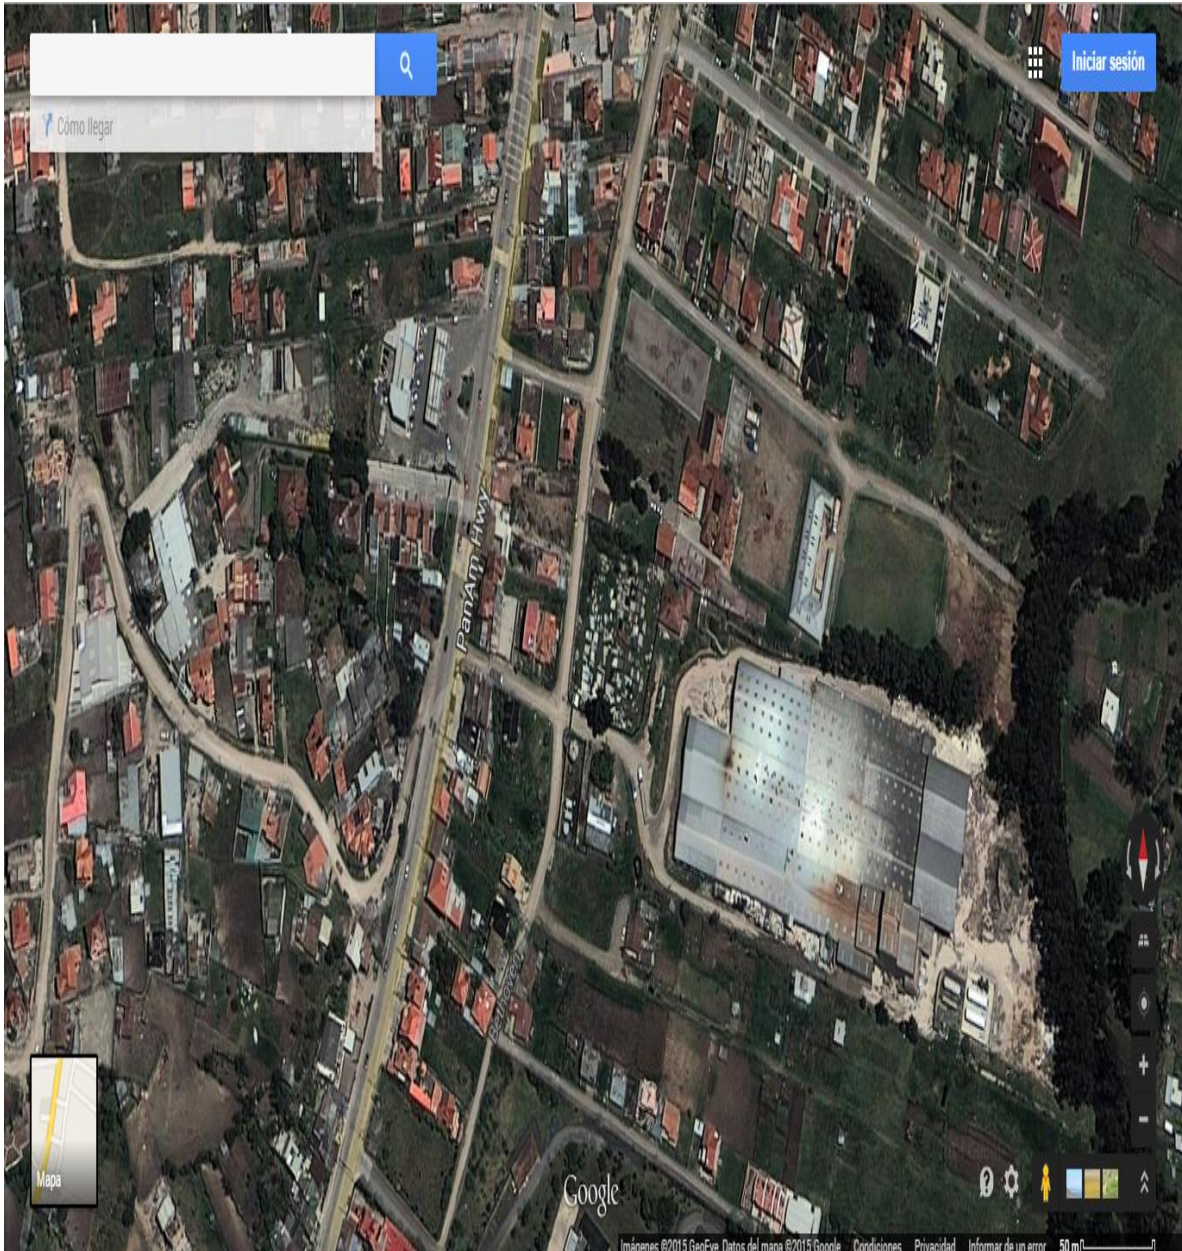 Iniciar sesión
Cómo llegar
PanAm Hwy
Mapa
Google
Imágenes ©2015 GeoEye, Datos del mapa ©2015 Google Condiciones Privacidad Informar de un error 50 m